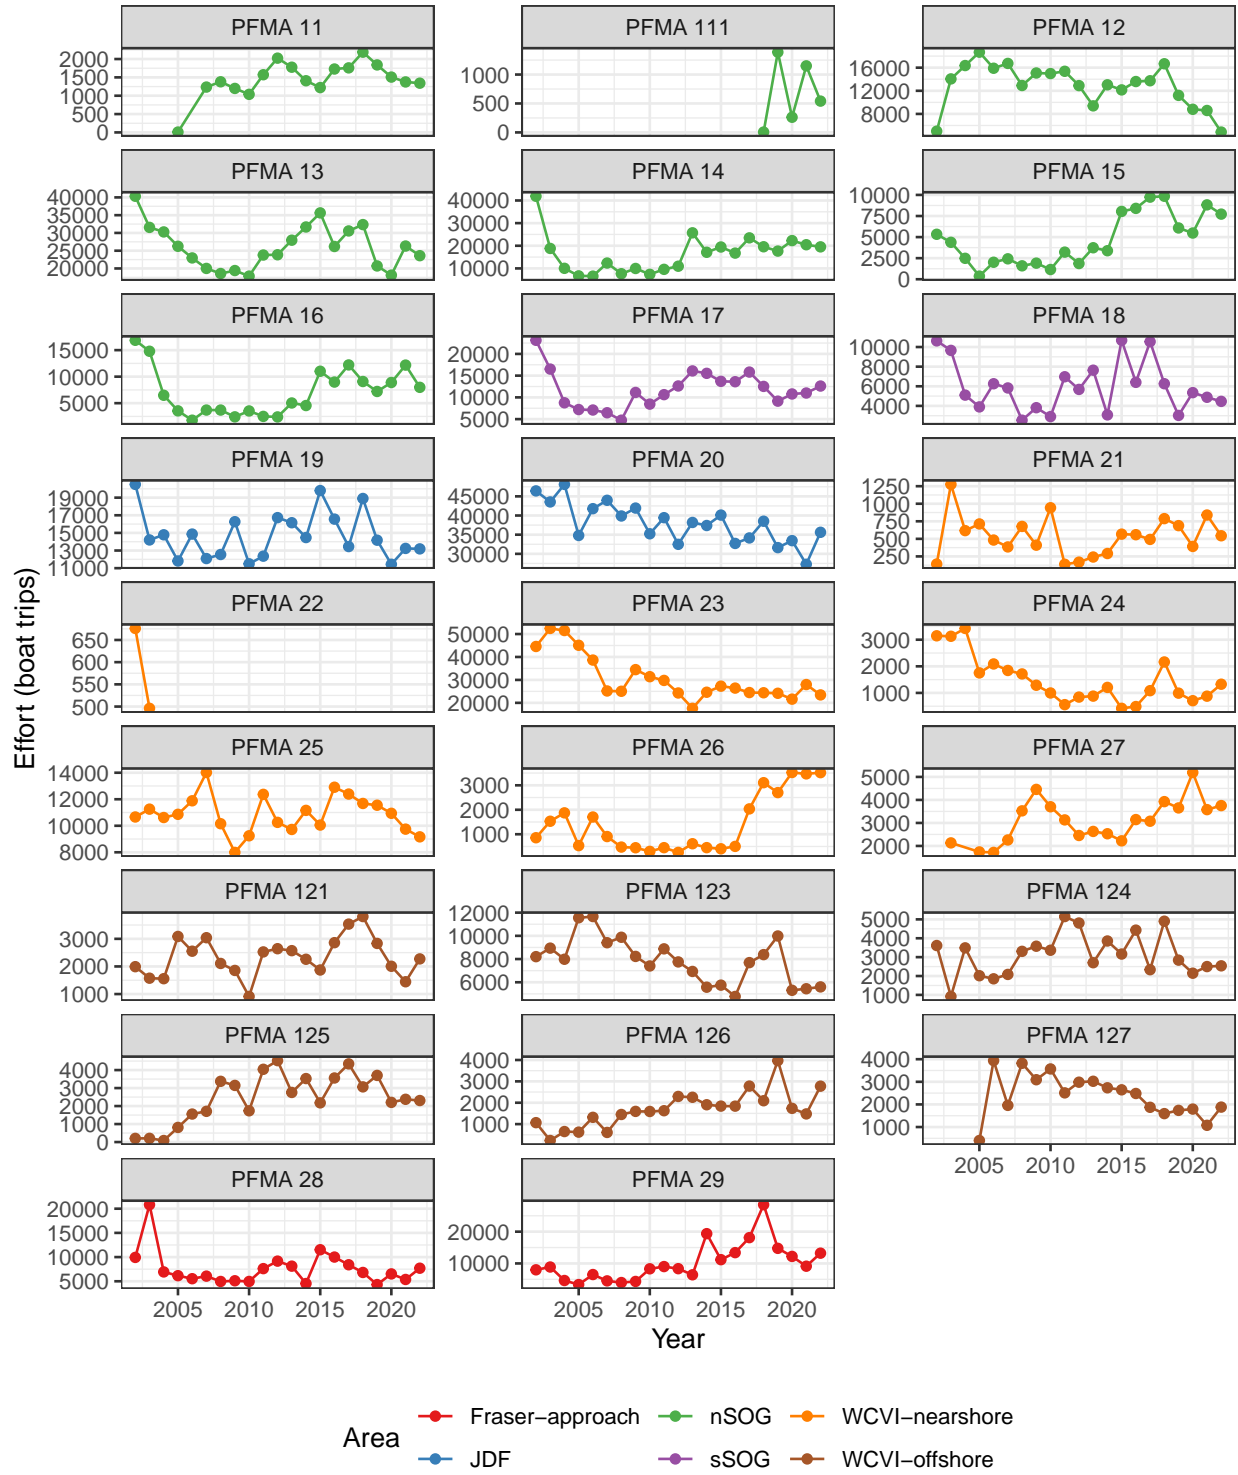 PFMA 11
PFMA 111
PFMA 12
2000
1500
1000
500
0
1000
500
0
16000
12000
8000
PFMA 13
PFMA 14
PFMA 15
40000
35000
30000
25000
20000
40000
30000
20000
10000
10000
7500
5000
2500
0
PFMA 16
PFMA 17
PFMA 18
15000
10000
5000
20000
15000
10000
5000
10000
8000
6000
4000
PFMA 19
PFMA 20
PFMA 21
19000
17000
15000
13000
11000
45000
40000
35000
30000
1250
1000
750
500
250
PFMA 22
PFMA 23
PFMA 24
650
600
550
500
50000
40000
30000
20000
3000
2000
1000
PFMA 25
PFMA 26
PFMA 27
14000
12000
10000
8000
3000
2000
1000
5000
4000
3000
2000
PFMA 121
PFMA 123
PFMA 124
3000
2000
1000
12000
10000
8000
6000
5000
4000
3000
2000
1000
PFMA 125
PFMA 126
PFMA 127
4000
3000
2000
1000
0
4000
3000
2000
1000
4000
3000
2000
1000
2005 2010 2015 2020
PFMA 28
PFMA 29
20000
15000
10000
5000
20000
10000
2005 2010 2015 2020
2005 2010 2015 2020
Effort (boat trips)
Year
Area
Fraser−approach
nSOG
WCVI−nearshore
JDF
sSOG
WCVI−offshore